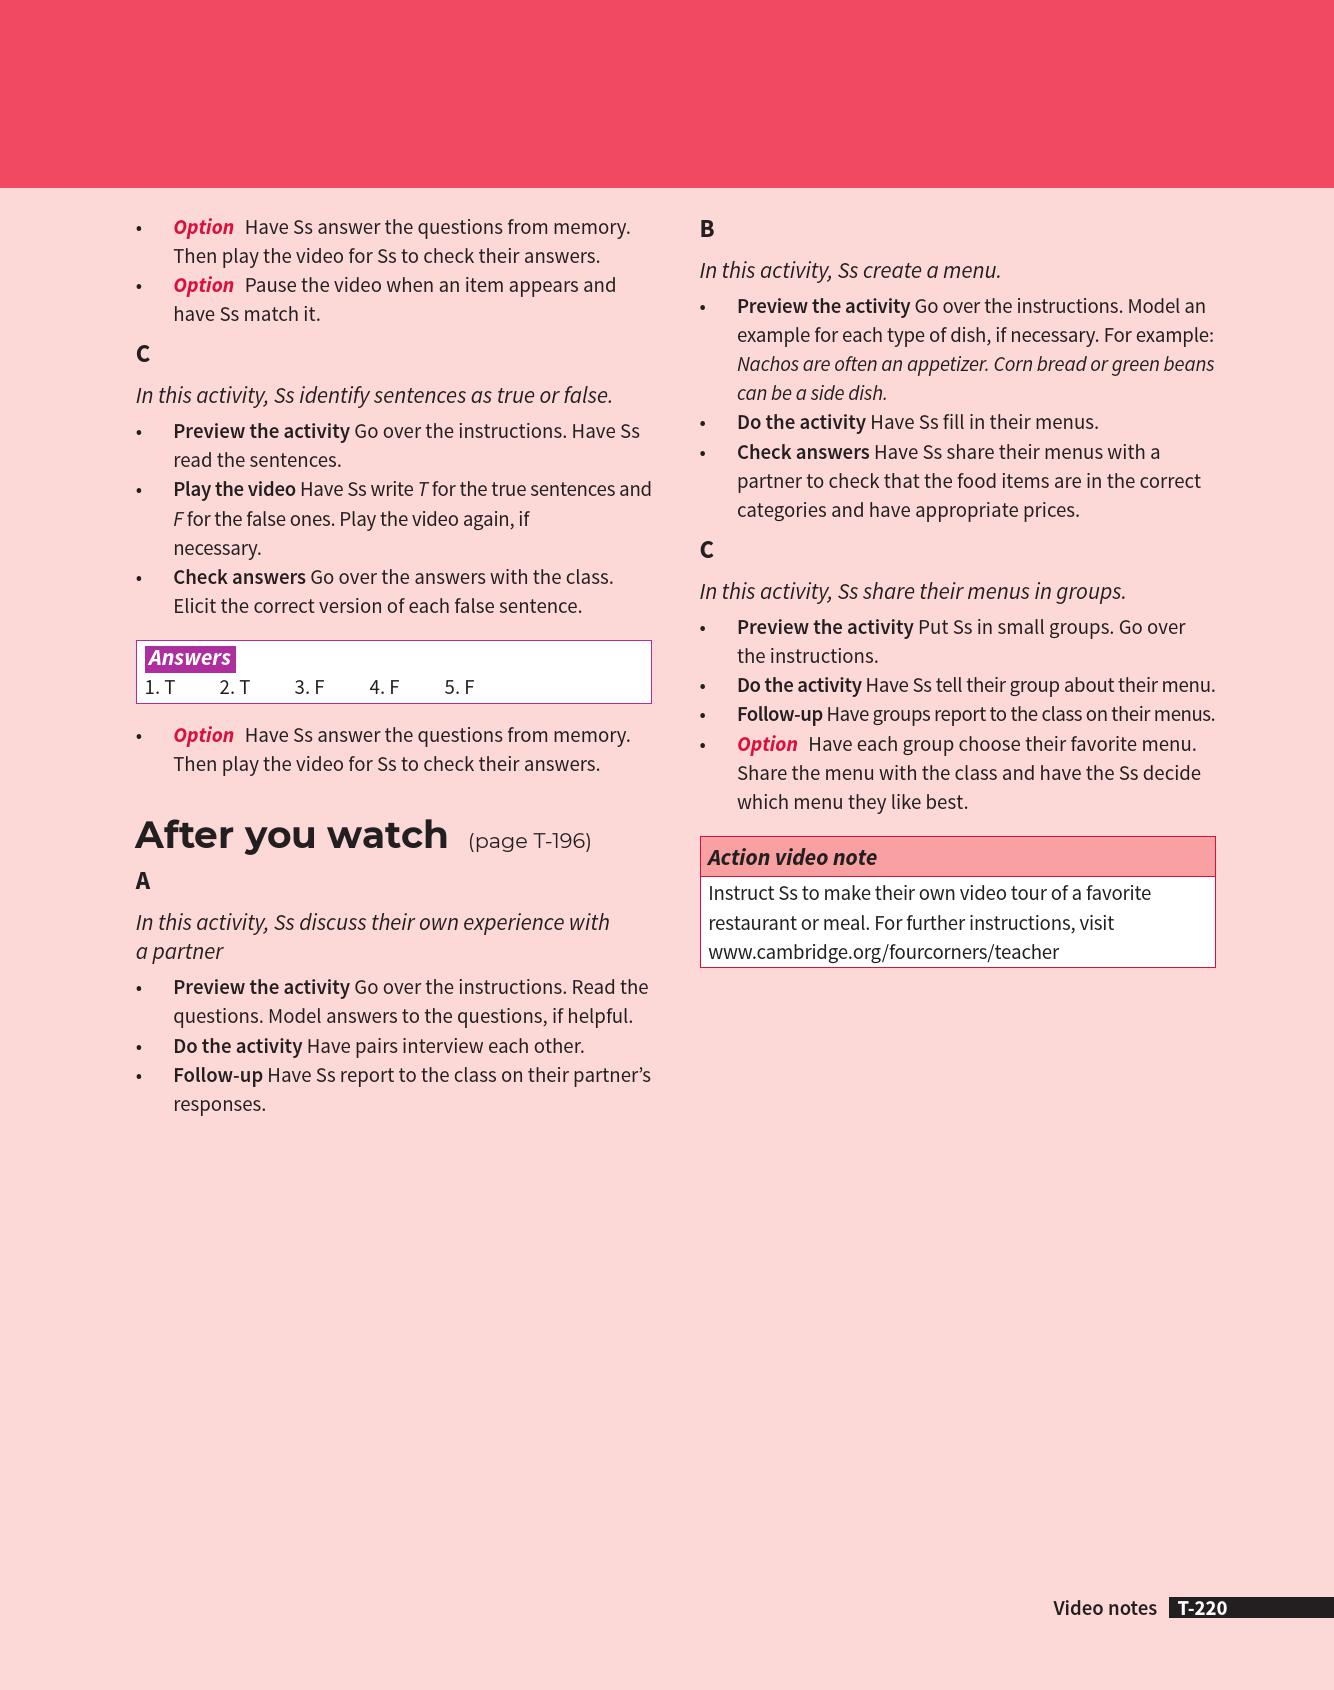 • Option Have Ss answer the questions from memory.
Then play the video for Ss to check their answers.
• Option Pause the video when an item appears and
have Ss match it.
C
In this activity, Ss identify sentences as true or false.
• Preview the activity Go over the instructions. Have Ss
read the sentences.
• Play the video Have Ss write T for the true sentences and
F for the false ones. Play the video again, if
necessary.
• Check answers Go over the answers with the class.
Elicit the correct version of each false sentence.
Answers
1. T 2. T 3. F 4. F 5. F
• Option Have Ss answer the questions from memory.
Then play the video for Ss to check their answers.
After you watch (page T-196)
A
In this activity, Ss discuss their own experience with
a partner
• Preview the activity Go over the instructions. Read the
questions. Model answers to the questions, if helpful.
• Do the activity Have pairs interview each other.
• Follow-up Have Ss report to the class on their partner’s
responses.
B
In this activity, Ss create a menu.
• Preview the activity Go over the instructions. Model an
example for each type of dish, if necessary. For example:
Nachos are often an appetizer. Corn bread or green beans
can be a side dish.
• Do the activity Have Ss fill in their menus.
• Check answers Have Ss share their menus with a
partner to check that the food items are in the correct
categories and have appropriate prices.
C
In this activity, Ss share their menus in groups.
• Preview the activity Put Ss in small groups. Go over
the instructions.
• Do the activity Have Ss tell their group about their menu.
• Follow-up Have groups report to the class on their menus.
• Option Have each group choose their favorite menu.
Share the menu with the class and have the Ss decide
which menu they like best.
Action video note
Instruct Ss to make their own video tour of a favorite
restaurant or meal. For further instructions, visit
www.cambridge.org/fourcorners/teacher
Video notes T-220